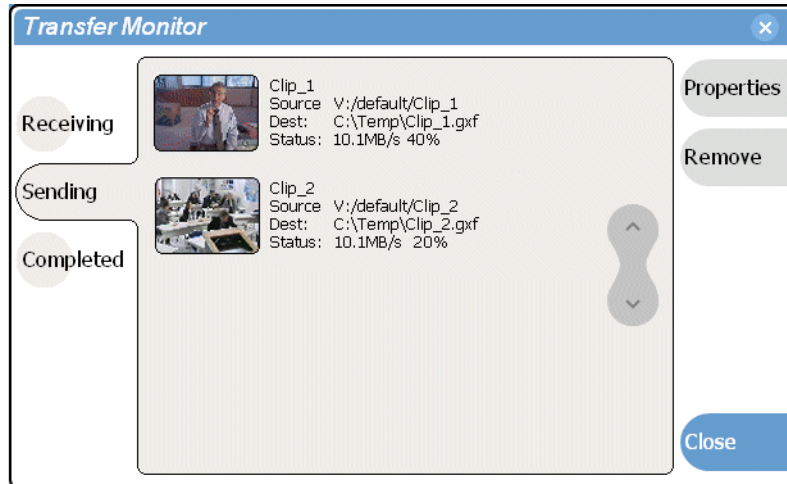 Transfer Monitor
Receiving
Sending
Completed
Clip_1
Source V:/default/Clip_1
Dest: C:\Temp\Clip_1.gxf
Status: 10.1MB/s 40%
Clip_2
Source V:/default/Clip_2
Dest: C:\Temp\Clip_2.gxf
Status: 10.1MB/s 20%
Properties
Remove
Close